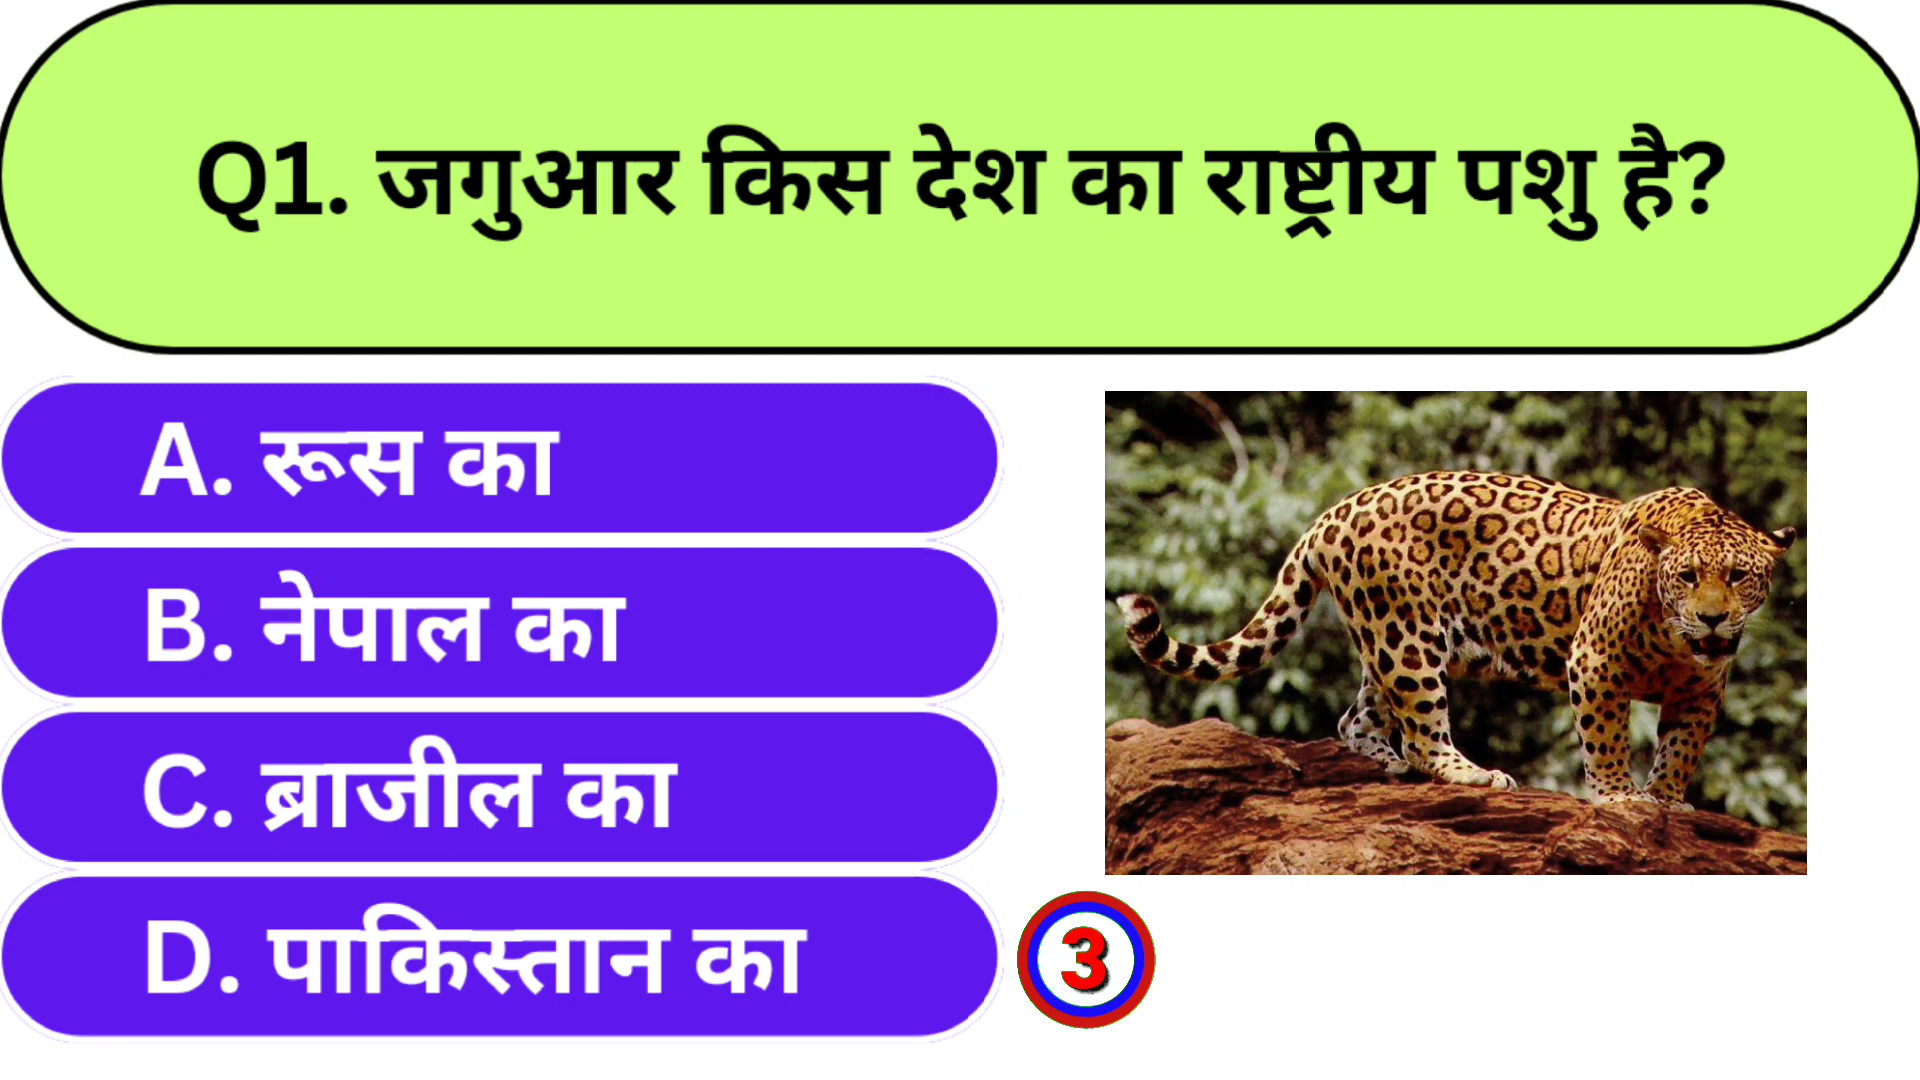 Q1. जगुआर किस देश का राष्ट्रीय पशु है?
A. रूस का
B. नेपाल का
C. ब्राजील का
D. पाकिस्तान का
3